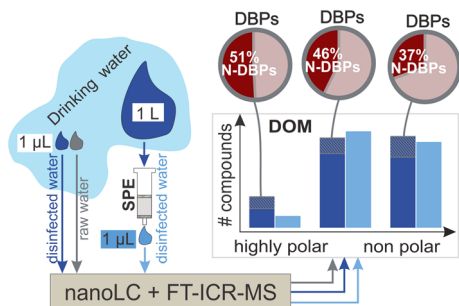 DBPs
51%
N-DBPs
DBPs
46%
N-DBPs
DBPs
37%
N-DBPs
Drinking water
1 L
1 µL
disinfected water
raw water
SPE
1 µL
disinfected water
DOM
# compounds
highly polar
non polar
nanoLC + FT-ICR-MS